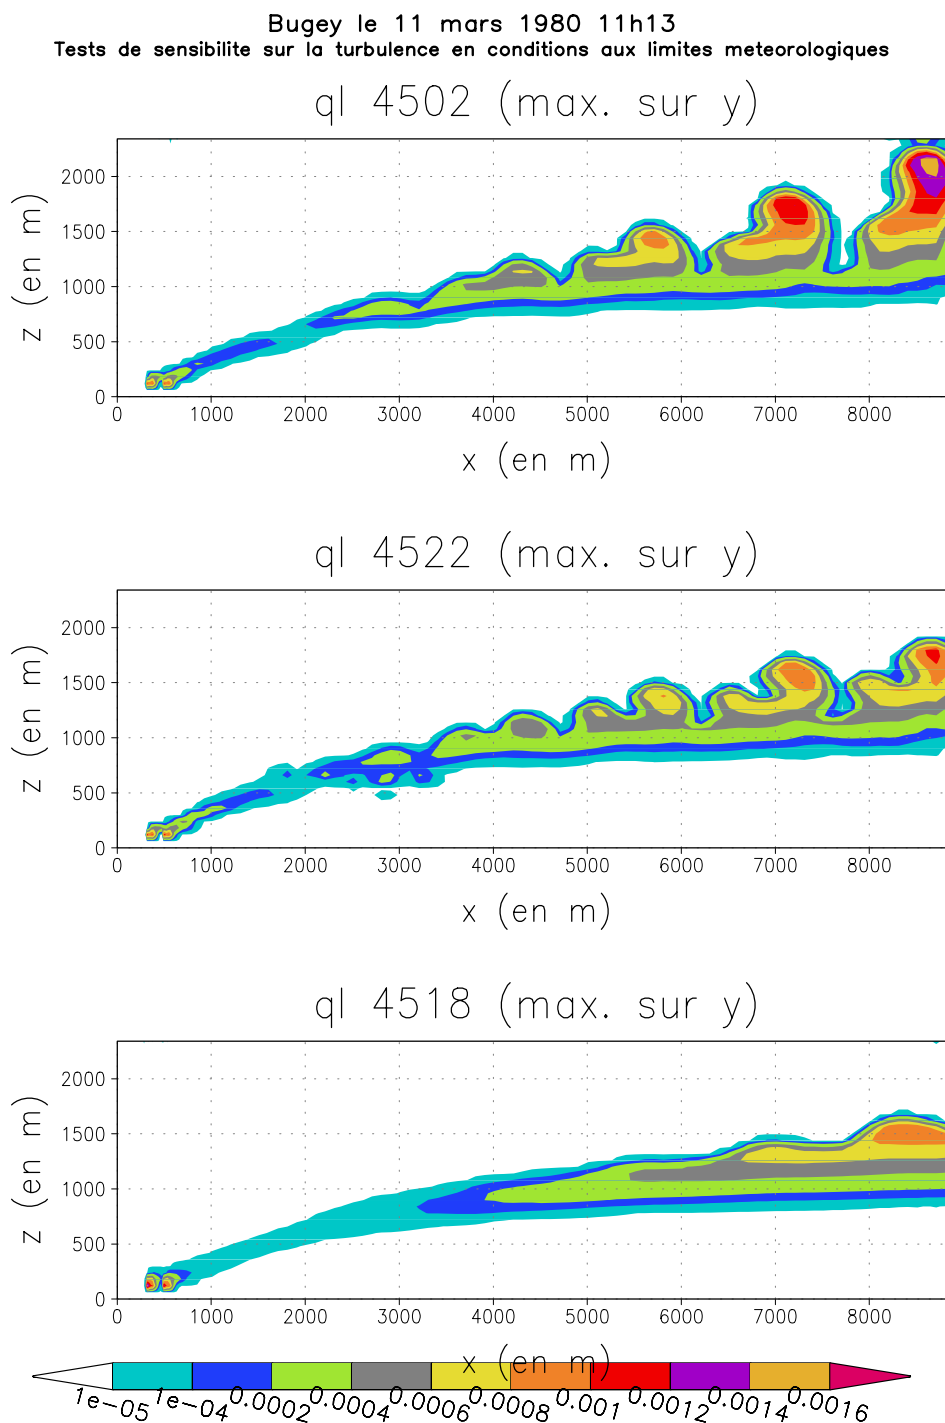 Bugey le 11 mars 1980 11h13
Tests de sensibilite sur la turbulence en conditions aux limites meteorologiques
ql 4502 (max. sur y)
z (en m)
2000
1500
1000
500
0
0 1000 2000 3000 4000 5000 6000 7000 8000
x (en m)
ql 4522 (max. sur y)
z (en m)
2000
1500
1000
500
0
0 1000 2000 3000 4000 5000 6000 7000 8000
x (en m)
ql 4518 (max. sur y)
z (en m)
2000
1500
1000
500
0
0 1000 2000 3000 4000 5000 6000 7000 8000
x (en m)
1e-05 1e-04 0.0002 0.0004 0.0006 0.0008 0.001 0.0012 0.0014 0.0016